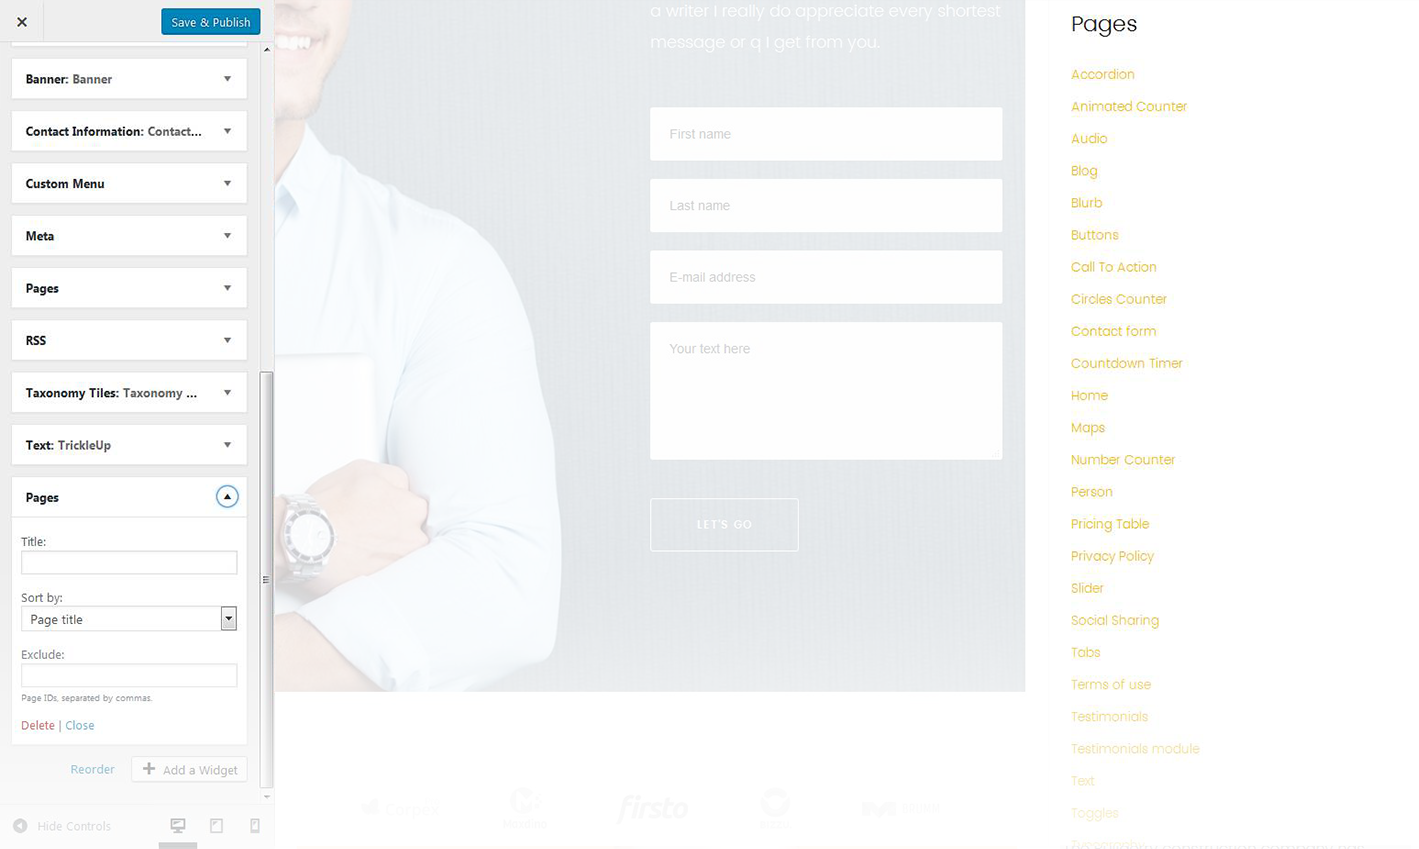 Save & Publish
Banner: Banner
Contact Information: Contact...
Custom Menu
Meta
Pages
RSS
Taxonomy Tiles: Taxonomy ...
Text: TrickleUp
Pages
Title:
Sort by:
Page title
Exclude:
Page IDs, separated by commas.
Delete | Close
Reorder
Add a Widget
Hide Controls
a writer I really do appreciate every shortest
message or q I get from you.
First name
Last name
E-mail address
Your text here
LET'S GO
firsto
Pages
Accordion
Animated Counter
Audio
Blog
Blurb
Buttons
Call To Action
Circles Counter
Contact form
Countdown Timer
Home
Maps
Number Counter
Person
Pricing Table
Privacy Policy
Slider
Social Sharing
Tabs
Terms of use
Testimonials
Testimonials module
Text
Toggles